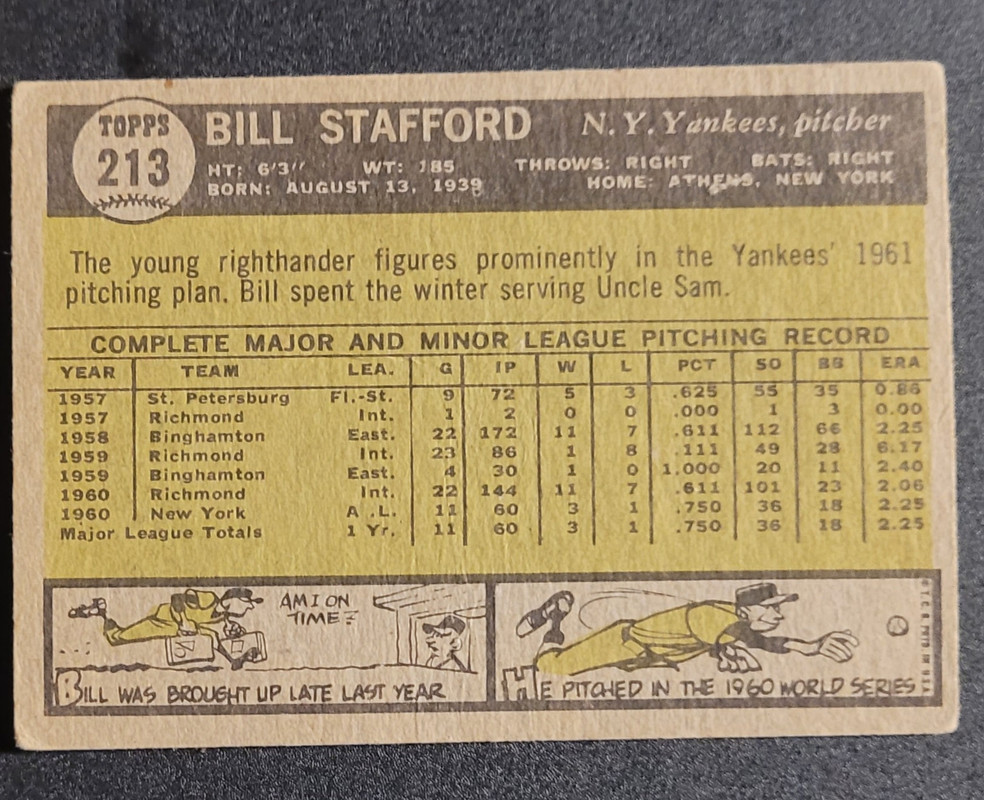 TOPPS
213
BILL STAFFORD N.Y. Yankees, pitcher
HT: 6'3" WT: 185 THROWS: RIGHT BATS: RIGHT
BORN: AUGUST 13, 1939 HOME: ATHENS, NEW YORK
The young righthander figures prominently in the Yankees' 1961
pitching plan. Bill spent the winter serving Uncle Sam.
COMPLETE MAJOR AND MINOR LEAGUE PITCHING RECORD
YEAR TEAM LEA. G IP W L PCT SO BB ERA
1957 St. Petersburg Fl.-St. 9 72 5 3 .625 55 35 0.86
1957 Richmond Int. 1 2 0 0 .000 1 3 0.00
1958 Binghamton East. 22 172 11 7 .611 112 66 2.25
1959 Richmond Int. 23 86 1 8 .111 49 28 6.17
1959 Binghamton East. 4 30 1 0 1.000 20 11 2.40
1960 Richmond Int. 22 144 11 7 .611 101 23 2.06
1960 New York A.L. 11 60 3 1 .750 36 18 2.25
Major League Totals 1 Yr. 11 60 3 1 .750 36 18 2.25
AM I ON
TIME?
BILL WAS BROUGHT UP LATE LAST YEAR
HE PITCHED IN THE 1960 WORLD SERIES
©T.C.G. PRTD. IN U.S.A.